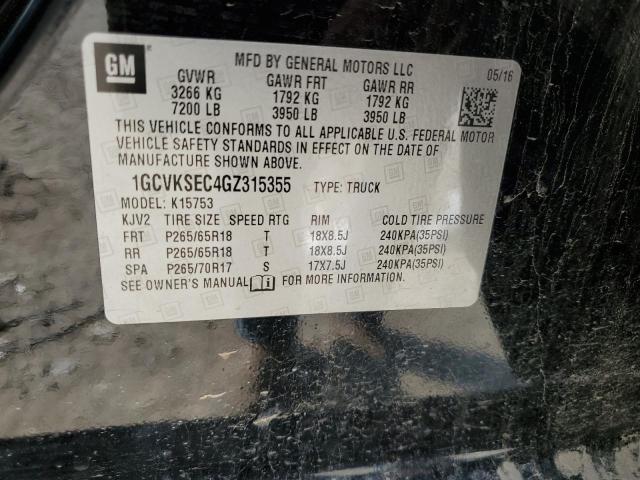 GM
MFD BY GENERAL MOTORS LLC 05/16
GVWR GAWR FRT GAWR RR
3266 KG 1792 KG 1792 KG
7200 LB 3950 LB 3950 LB
THIS VEHICLE CONFORMS TO ALL APPLICABLE U.S. FEDERAL MOTOR
VEHICLE SAFETY STANDARDS IN EFFECT ON THE DATE OF
MANUFACTURE SHOWN ABOVE.
1GCVKSEC4GZ315355 TYPE: TRUCK
MODEL: K15753
KJV2 TIRE SIZE SPEED RTG RIM COLD TIRE PRESSURE
FRT P265/65R18 T 18X8.5J 240KPA(35PSI)
RR P265/65R18 T 18X8.5J 240KPA(35PSI)
SPA P265/70R17 S 17X7.5J 240KPA(35PSI)
SEE OWNER'S MANUAL FOR MORE INFORMATION.